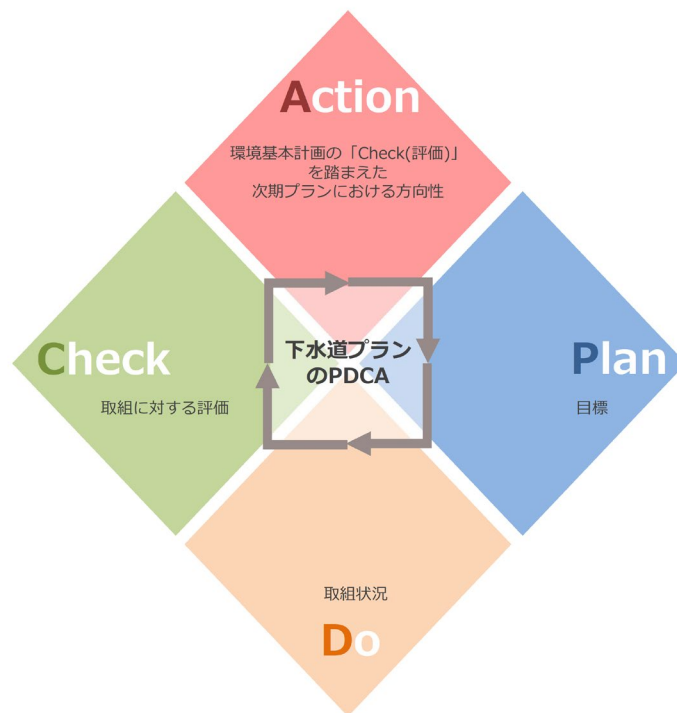 Action
環境基本計画の「Check(評価)」
を踏まえた
次期プランにおける方向性
下水道プラン
のPDCA
Check
取組に対する評価
Plan
目標
取組状況
Do